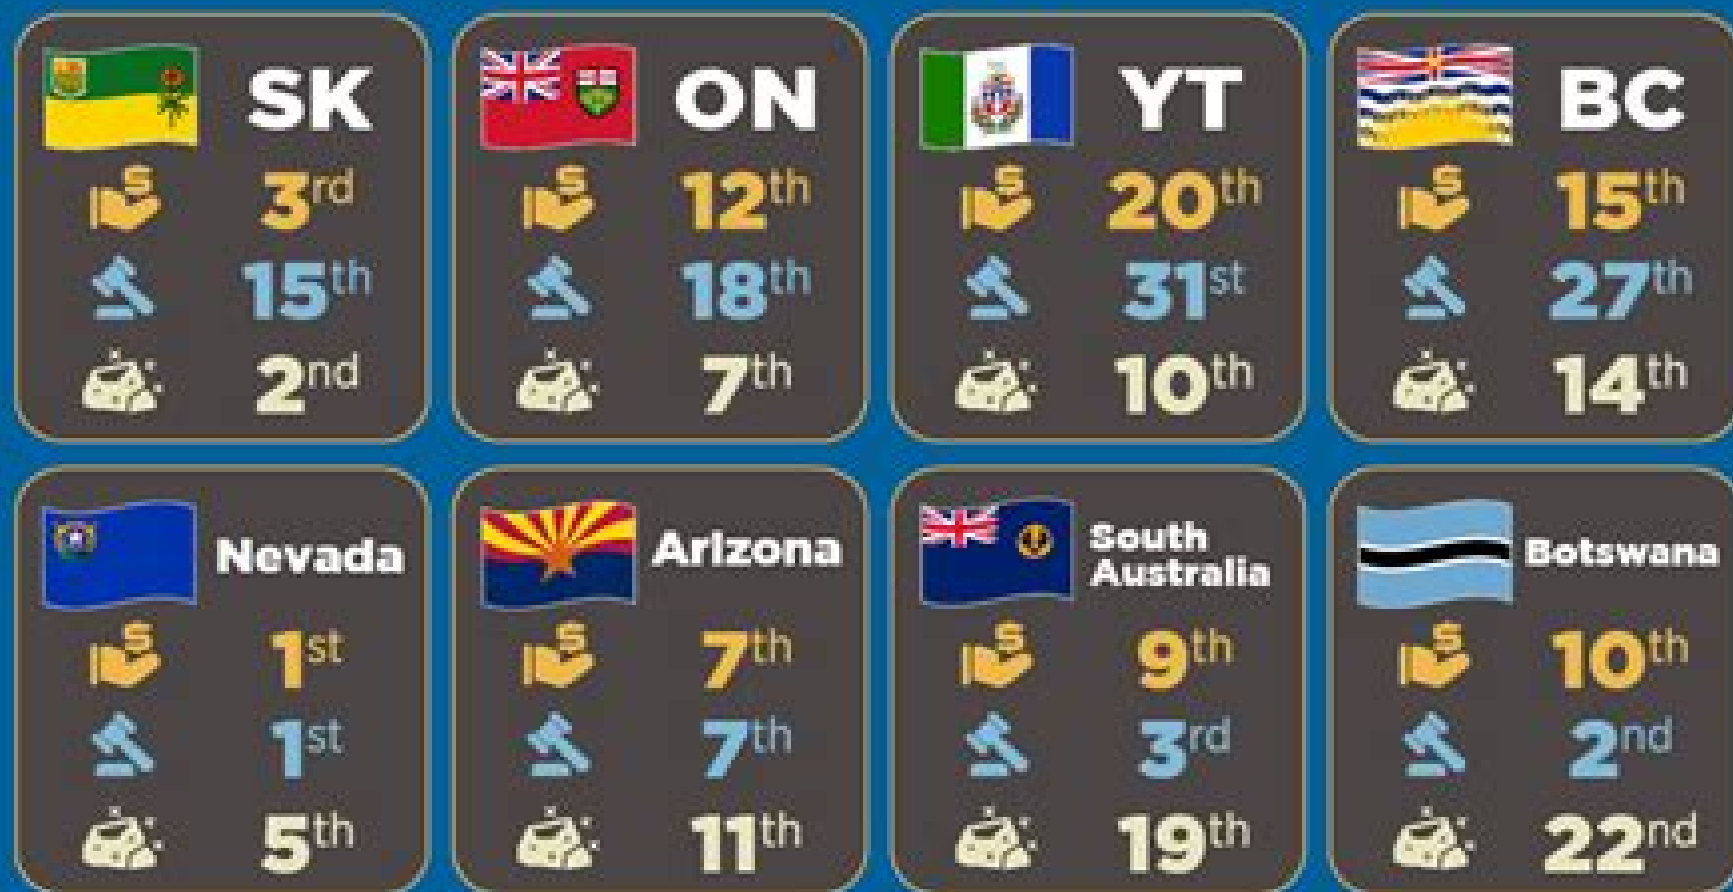 SK
3rd
15th
2nd
ON
12th
18th
7th
YT
20th
31st
10th
BC
15th
27th
14th
Nevada
1st
1st
5th
Arizona
7th
7th
11th
South
Australia
9th
3rd
19th
Botswana
10th
2nd
22nd